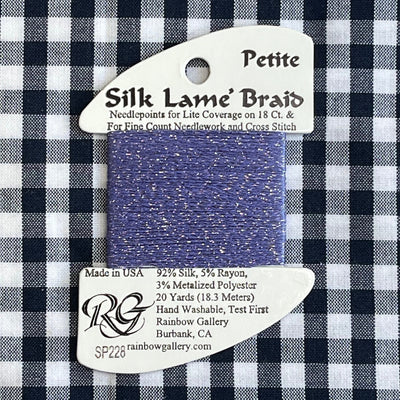 Petite
Silk Lame' Braid
Needlepoints for Lite Coverage on 18 Ct. &
For Fine Count Needlework and Cross Stitch
Made in USA
92% Silk, 5% Rayon,
3% Metalized Polyester
20 Yards (18.3 Meters)
Hand Washable, Test First
Rainbow Gallery
Burbank, CA
rainbowgallery.com
RG
SP228